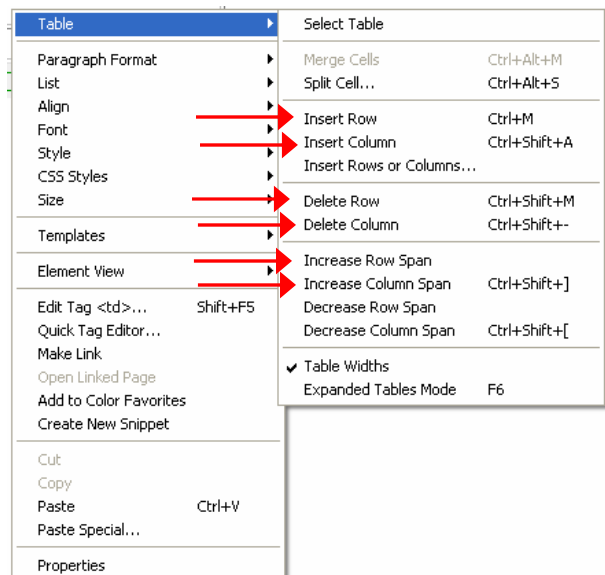 Table
Paragraph Format
List
Align
Font
Style
CSS Styles
Size
Templates
Element View
Edit Tag <td>... Shift+F5
Quick Tag Editor...
Make Link
Open Linked Page
Add to Color Favorites
Create New Snippet
Cut
Copy
Paste Ctrl+V
Paste Special...
Properties
Select Table
Merge Cells Ctrl+Alt+M
Split Cell... Ctrl+Alt+S
Insert Row Ctrl+M
Insert Column Ctrl+Shift+A
Insert Rows or Columns...
Delete Row Ctrl+Shift+M
Delete Column Ctrl+Shift+-
Increase Row Span
Increase Column Span Ctrl+Shift+]
Decrease Row Span
Decrease Column Span Ctrl+Shift+[
Table Widths
Expanded Tables Mode F6